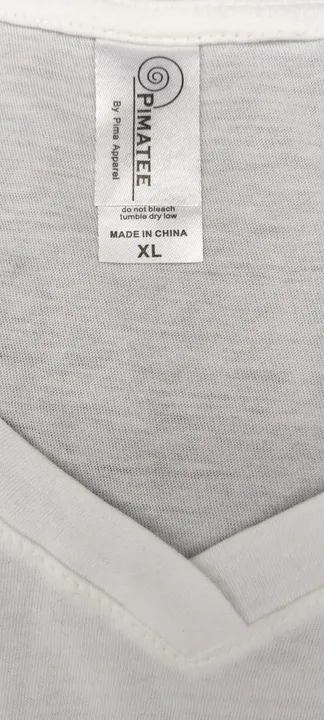 PIMATEE
By Pima Apparel
do not bleach
tumble dry low
MADE IN CHINA
XL